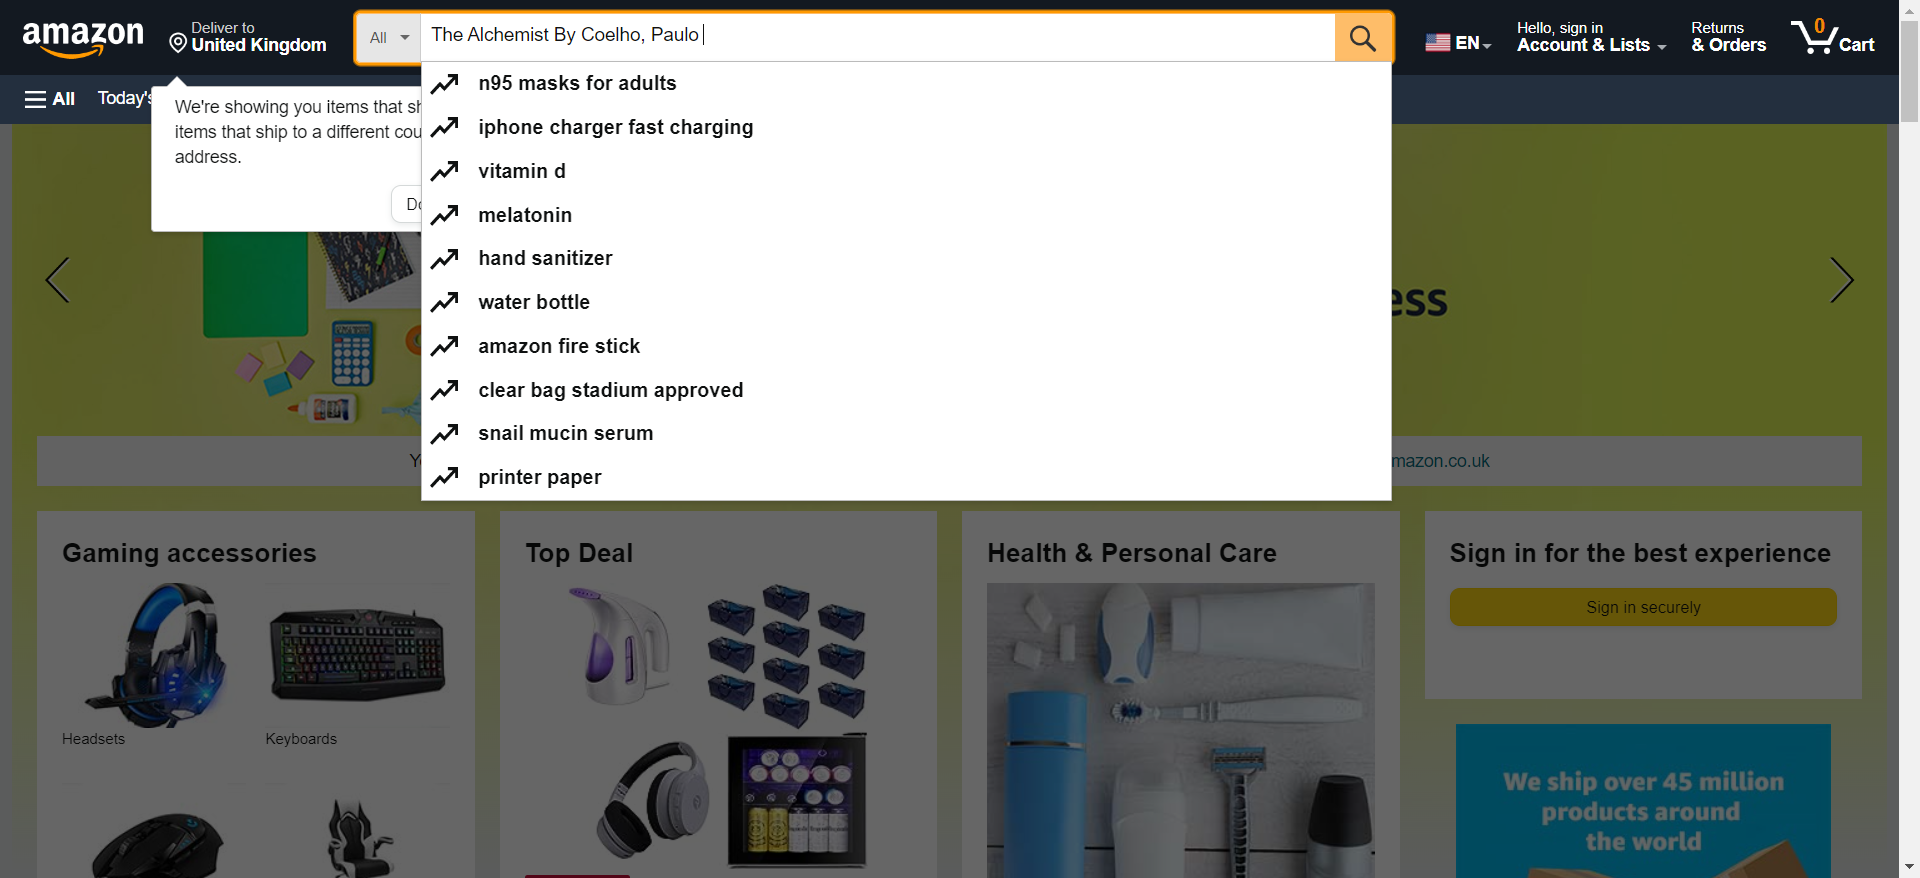 amazon
Deliver to
United Kingdom
All
The Alchemist By Coelho, Paulo
EN
Hello, sign in
Account & Lists
Returns
& Orders
0
Cart
All
Today's
We're showing you items that sh
items that ship to a different cou
address.
Do
n95 masks for adults
iphone charger fast charging
vitamin d
melatonin
hand sanitizer
water bottle
amazon fire stick
clear bag stadium approved
snail mucin serum
printer paper
ess
Yo
mazon.co.uk
Gaming accessories
Headsets
Keyboards
Top Deal
Health & Personal Care
Sign in for the best experience
Sign in securely
We ship over 45 million
products around
the world